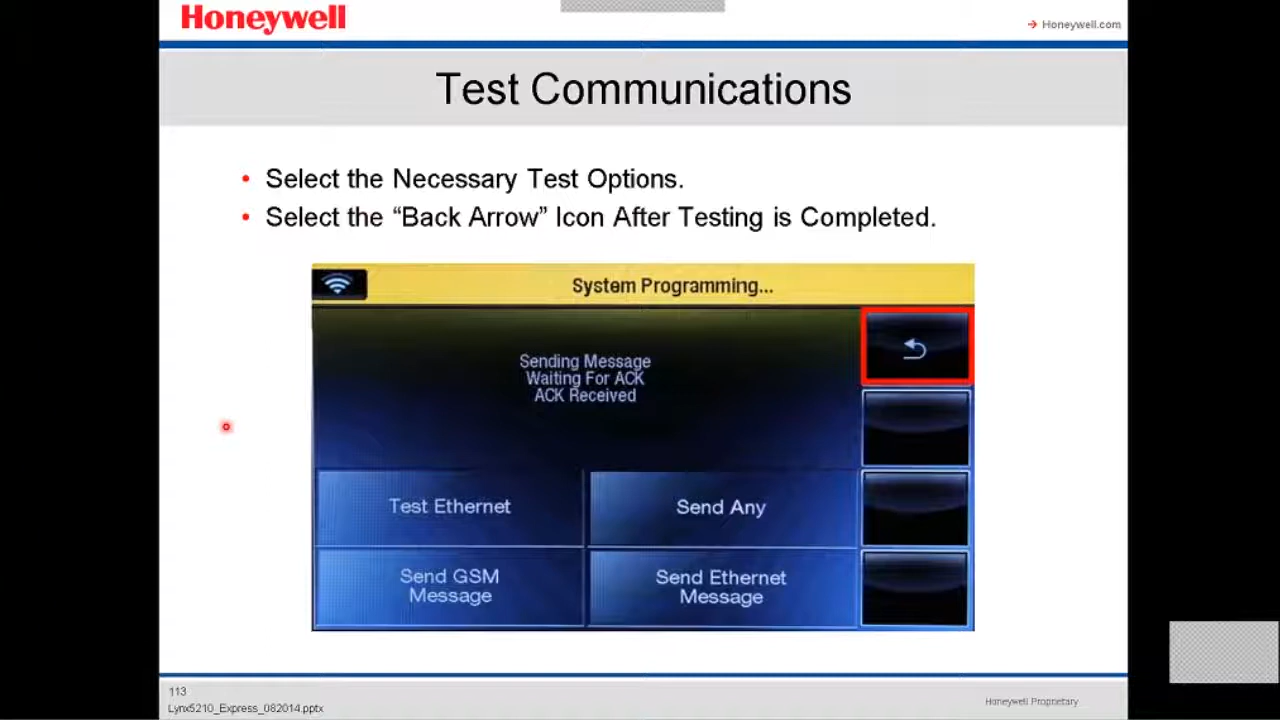 Honeywell
Honeywell.com
Test Communications
• Select the Necessary Test Options.
• Select the “Back Arrow” Icon After Testing is Completed.
System Programming...
Sending Message
Waiting For ACK
ACK Received
Test Ethernet
Send Any
Send GSM
Message
Send Ethernet
Message
113
Lynx5210_Express_082014.pptx
Honeywell Proprietary